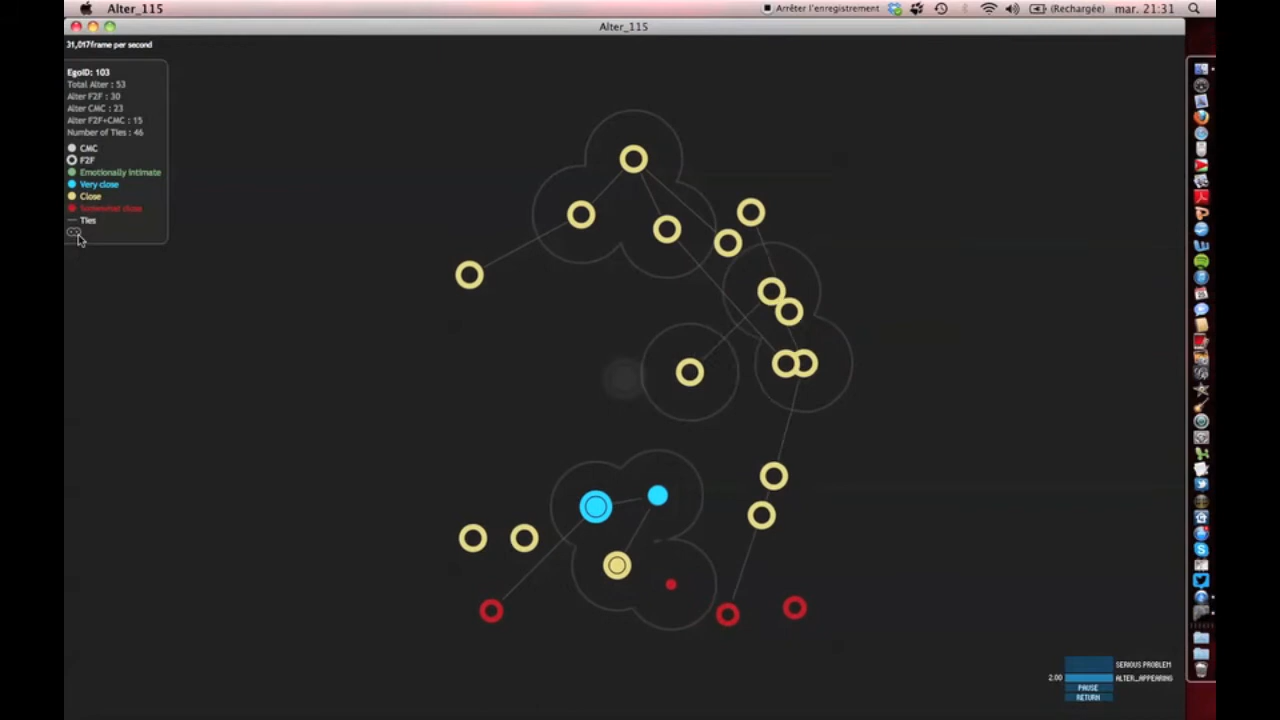 Alter_115
Arrêter l'enregistrement
(Rechargée)
mar. 21:31
Alter_115
31,017frame per second
EgoID: 103
Total Alter : 53
Alter F2F : 30
Alter CMC : 23
Alter F2F+CMC : 15
Number of Ties : 46
CMC
F2F
Emotionally intimate
Very close
Close
Somewhat close
Ties
SERIOUS PROBLEM
2.00 ALTER_APPEARING
PAUSE
RETURN